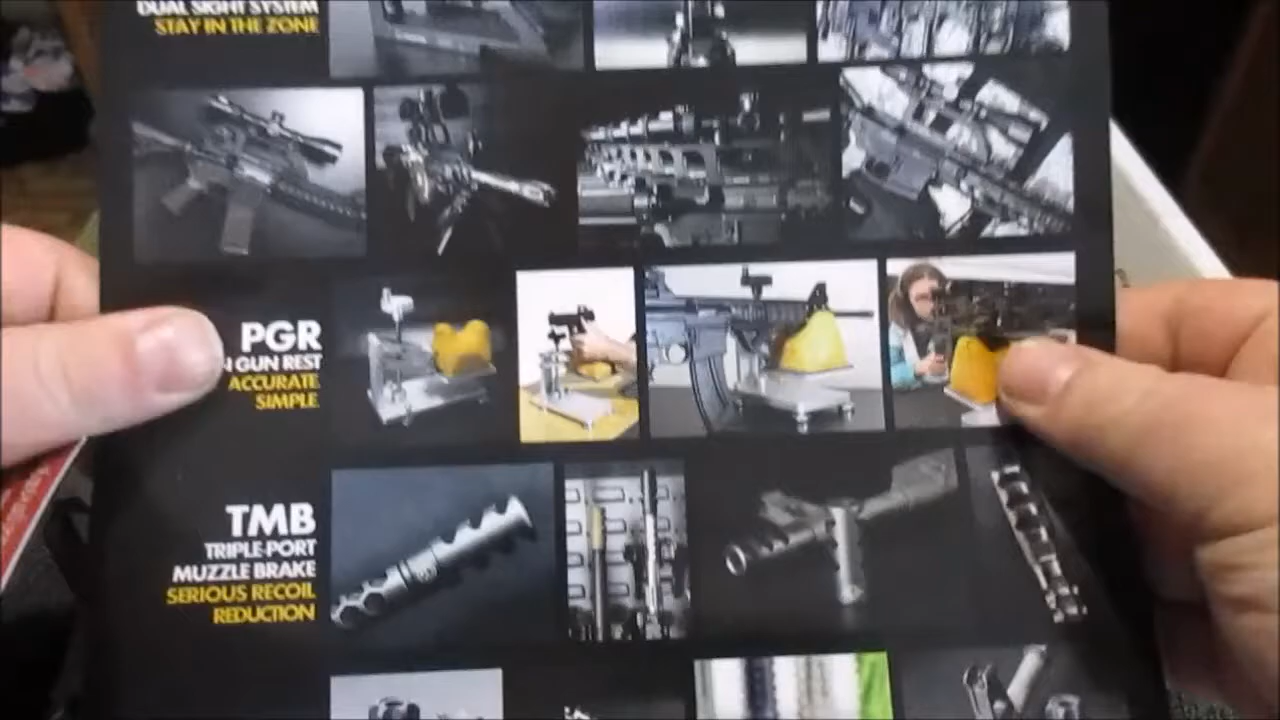 DUAL SIGHT SYSTEM
STAY IN THE ZONE
PGR
GUN REST
ACCURATE
SIMPLE
TMB
TRIPLE-PORT
MUZZLE BRAKE
SERIOUS RECOIL
REDUCTION